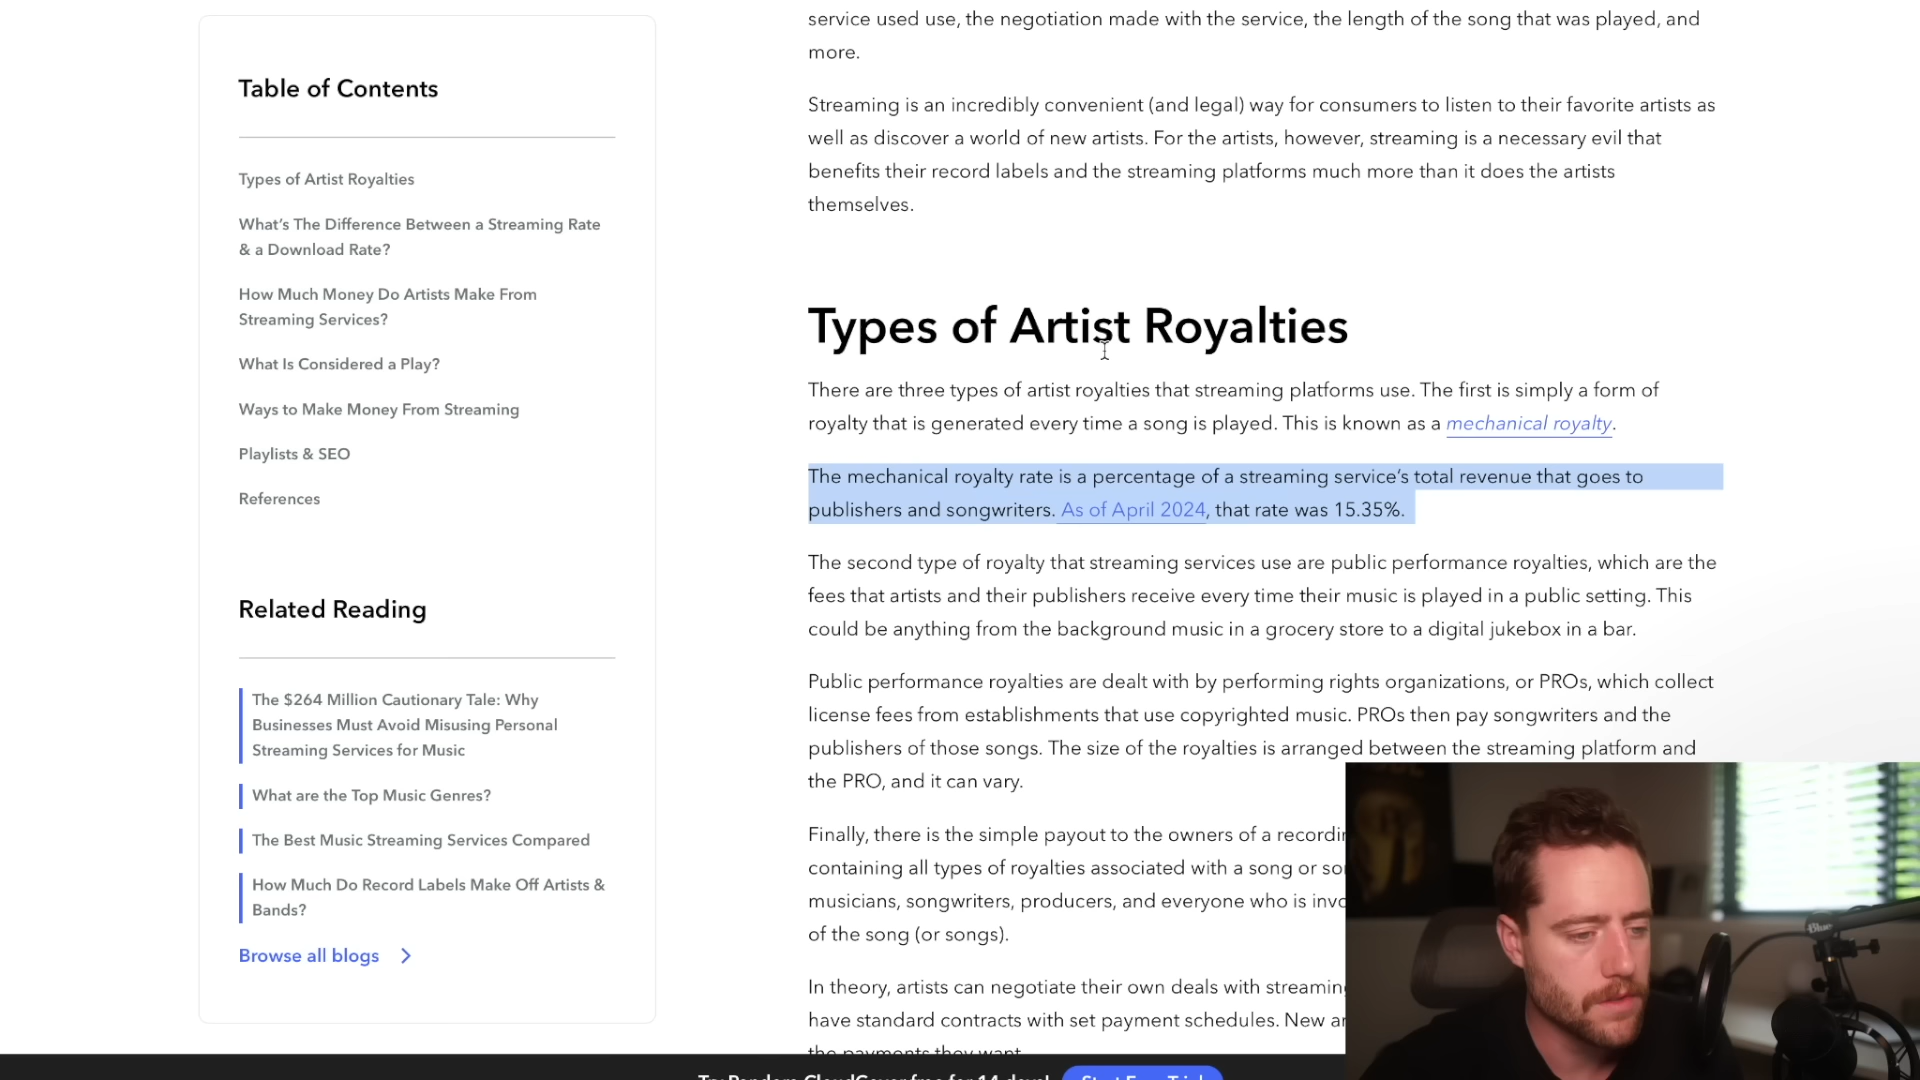 Table of Contents
Types of Artist Royalties
What's The Difference Between a Streaming Rate
& a Download Rate?
How Much Money Do Artists Make From
Streaming Services?
What Is Considered a Play?
Ways to Make Money From Streaming
Playlists & SEO
References
Related Reading
The $264 Million Cautionary Tale: Why
Businesses Must Avoid Misusing Personal
Streaming Services for Music
What are the Top Music Genres?
The Best Music Streaming Services Compared
How Much Do Record Labels Make Off Artists &
Bands?
Browse all blogs
service used use, the negotiation made with the service, the length of the song that was played, and
more.
Streaming is an incredibly convenient (and legal) way for consumers to listen to their favorite artists as
well as discover a world of new artists. For the artists, however, streaming is a necessary evil that
benefits their record labels and the streaming platforms much more than it does the artists
themselves.
Types of Artist Royalties
There are three types of artist royalties that streaming platforms use. The first is simply a form of
royalty that is generated every time a song is played. This is known as a mechanical royalty.
The mechanical royalty rate is a percentage of a streaming service's total revenue that goes to
publishers and songwriters. As of April 2024, that rate was 15.35%.
The second type of royalty that streaming services use are public performance royalties, which are the
fees that artists and their publishers receive every time their music is played in a public setting. This
could be anything from the background music in a grocery store to a digital jukebox in a bar.
Public performance royalties are dealt with by performing rights organizations, or PROs, which collect
license fees from establishments that use copyrighted music. PROs then pay songwriters and the
publishers of those songs. The size of the royalties is arranged between the streaming platform and
the PRO, and it can vary.
Finally, there is the simple payout to the owners of a
containing all types of royalties associated with a song or
musicians, songwriters, producers, and everyone who is
of the song (or songs).
In theory, artists can negotiate their own deals with
have standard contracts with set payment schedules. New
the payments they want.
Try Pandora CloudCover free for 14 days! Start Free Trial
Blue